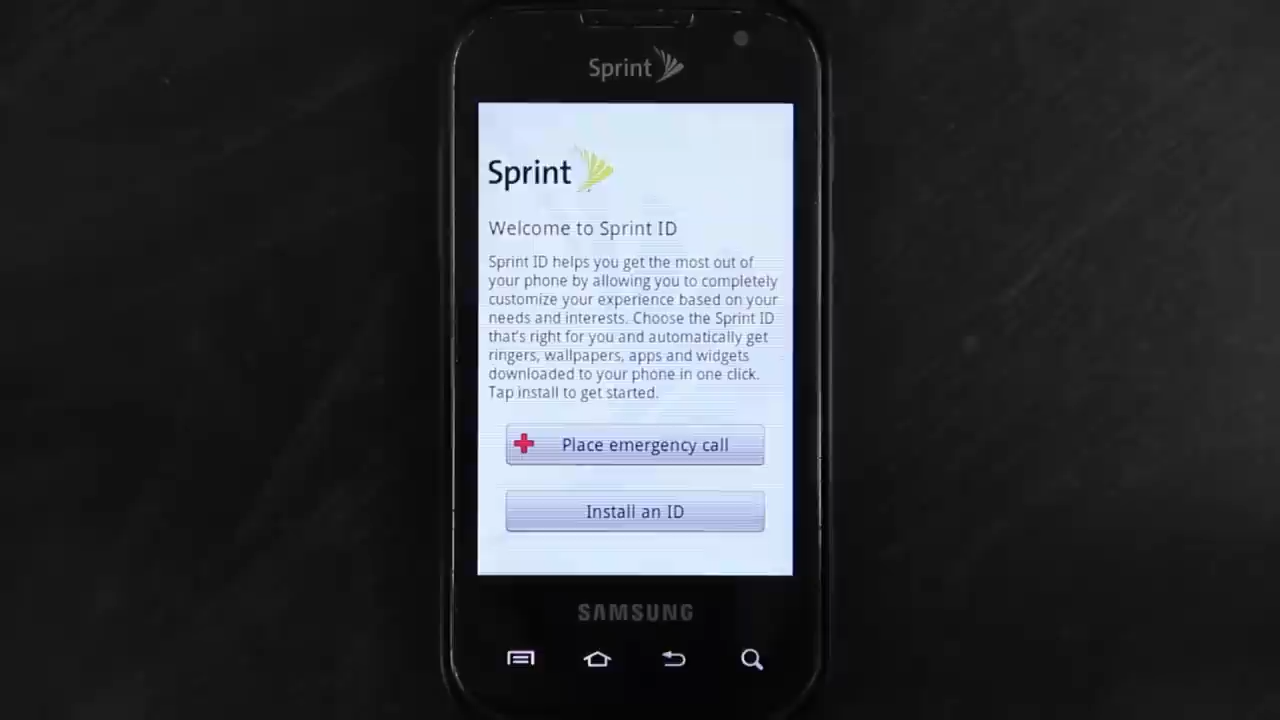 Sprint
Sprint
Welcome to Sprint ID
Sprint ID helps you get the most out of
your phone by allowing you to completely
customize your experience based on your
needs and interests. Choose the Sprint ID
that's right for you and automatically get
ringers, wallpapers, apps and widgets
downloaded to your phone in one click.
Tap install to get started.
Place emergency call
Install an ID
SAMSUNG